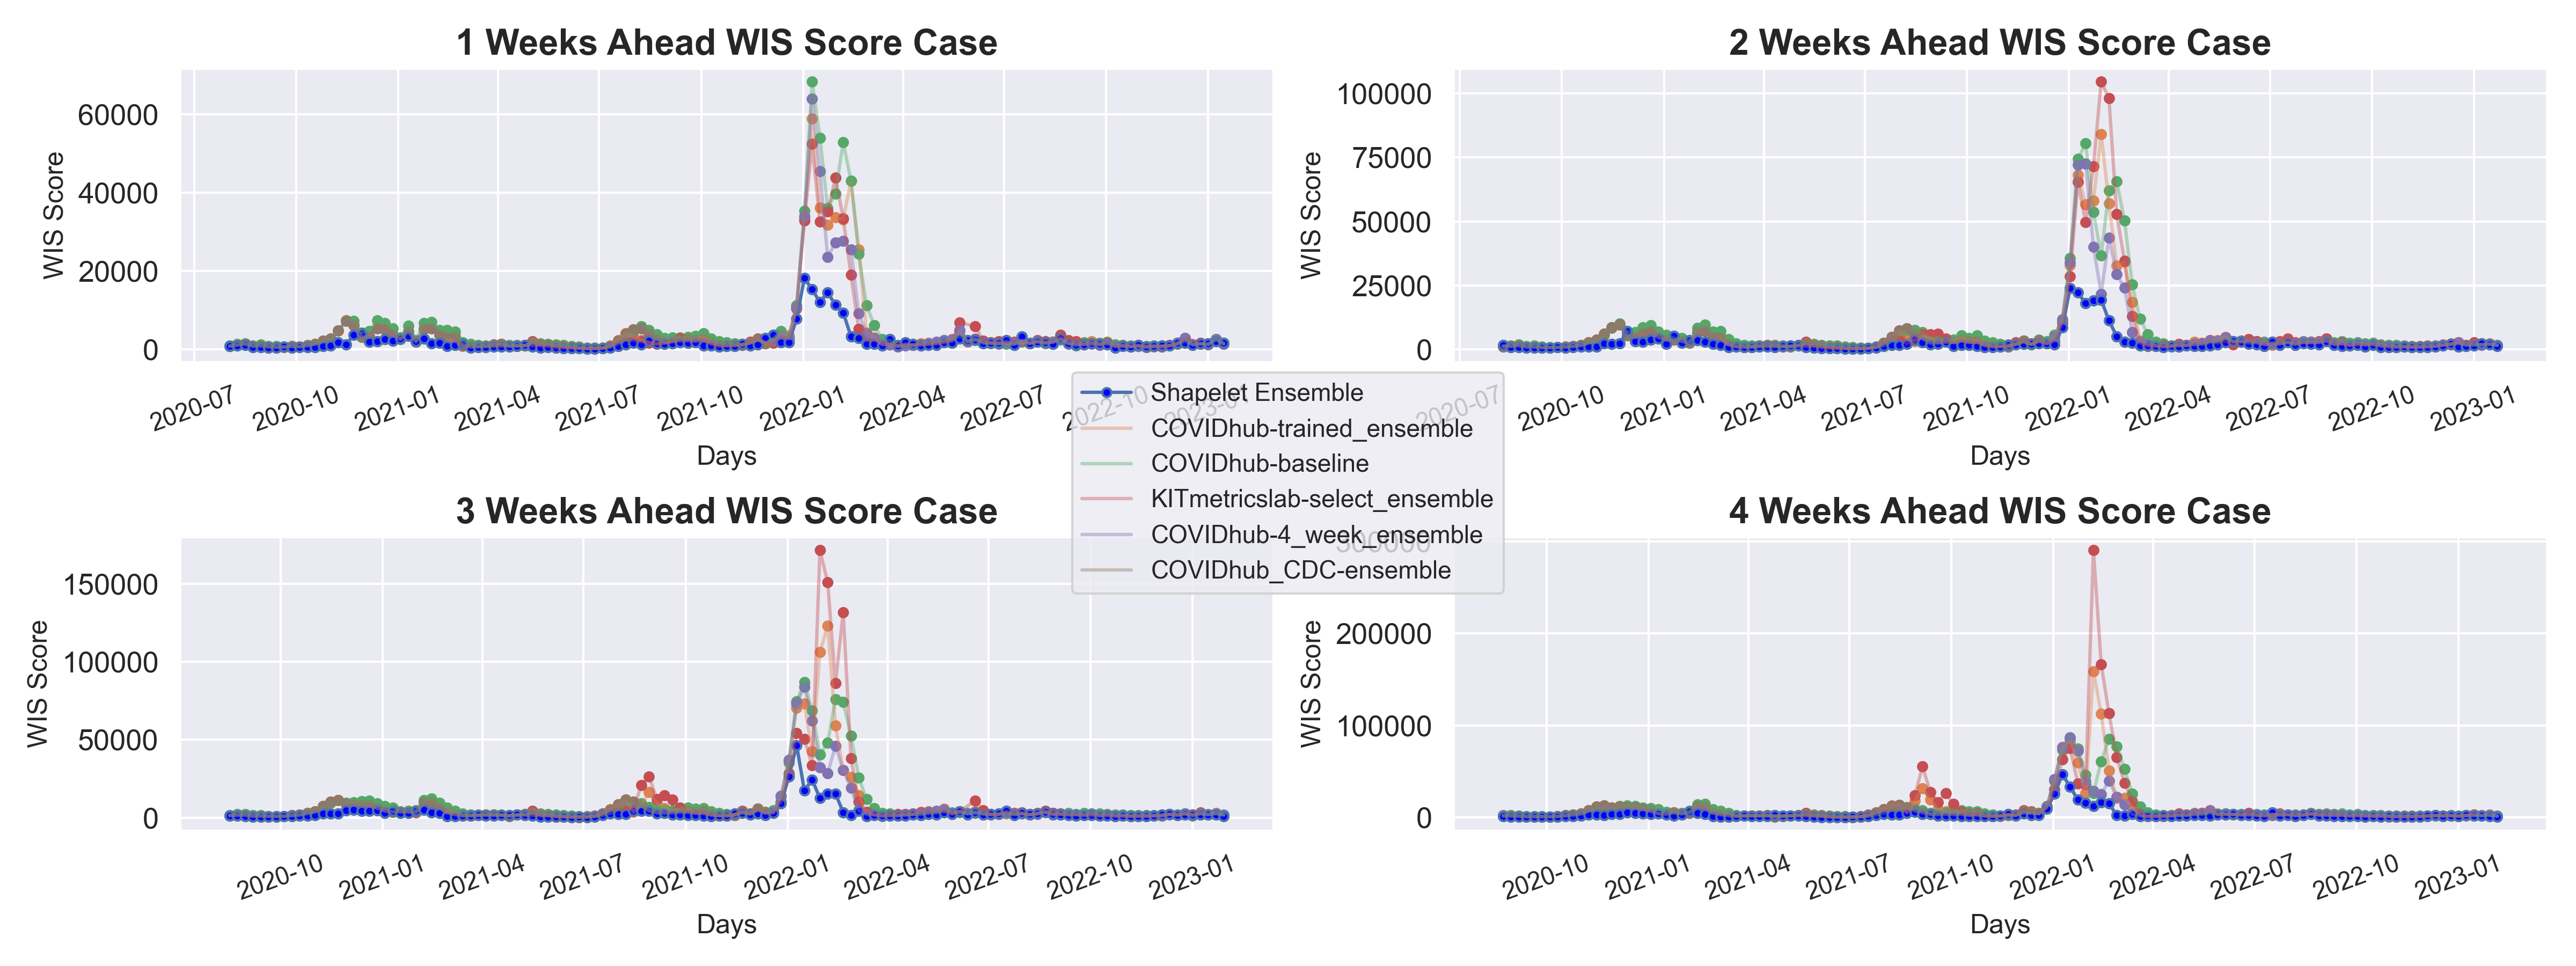 1 Weeks Ahead WIS Score Case
WIS Score
60000
40000
20000
0
2020-07 2020-10 2021-01 2021-04 2021-07 2021-10 2022-01 2022-04 2022-07 2022-10
Days
2 Weeks Ahead WIS Score Case
WIS Score
100000
75000
50000
25000
0
2020-07 2020-10 2021-01 2021-04 2021-07 2021-10 2022-01 2022-04 2022-07 2022-10 2023-01
Days
Shapelet Ensemble
COVIDhub-trained_ensemble
COVIDhub-baseline
KITmetricslab-select_ensemble
COVIDhub-4_week_ensemble
COVIDhub_CDC-ensemble
3 Weeks Ahead WIS Score Case
WIS Score
150000
100000
50000
0
2020-10 2021-01 2021-04 2021-07 2021-10 2022-01 2022-04 2022-07 2022-10 2023-01
Days
4 Weeks Ahead WIS Score Case
WIS Score
300000
200000
100000
0
2020-10 2021-01 2021-04 2021-07 2021-10 2022-01 2022-04 2022-07 2022-10 2023-01
Days